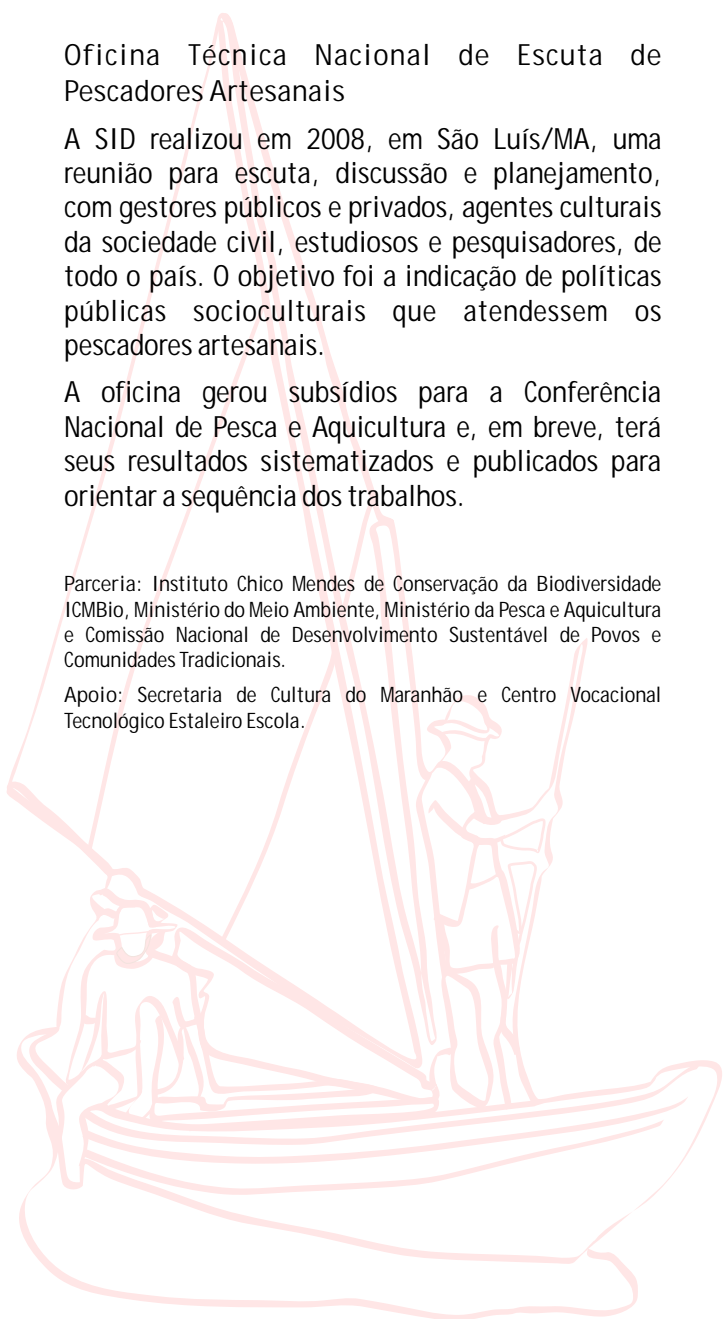 Oficina Técnica Nacional de Escuta de
Pescadores Artesanais
A SID realizou em 2008, em São Luís/MA, uma
reunião para escuta, discussão e planejamento,
com gestores públicos e privados, agentes culturais
da sociedade civil, estudiosos e pesquisadores, de
todo o país. O objetivo foi a indicação de políticas
públicas socioculturais que atendessem os
pescadores artesanais.
A oficina gerou subsídios para a Conferência
Nacional de Pesca e Aquicultura e, em breve, terá
seus resultados sistematizados e publicados para
orientar a sequência dos trabalhos.
Parceria: Instituto Chico Mendes de Conservação da Biodiversidade
ICMBio, Ministério do Meio Ambiente, Ministério da Pesca e Aquicultura
e Comissão Nacional de Desenvolvimento Sustentável de Povos e
Comunidades Tradicionais.
Apoio: Secretaria de Cultura do Maranhão e Centro Vocacional
Tecnológico Estaleiro Escola.